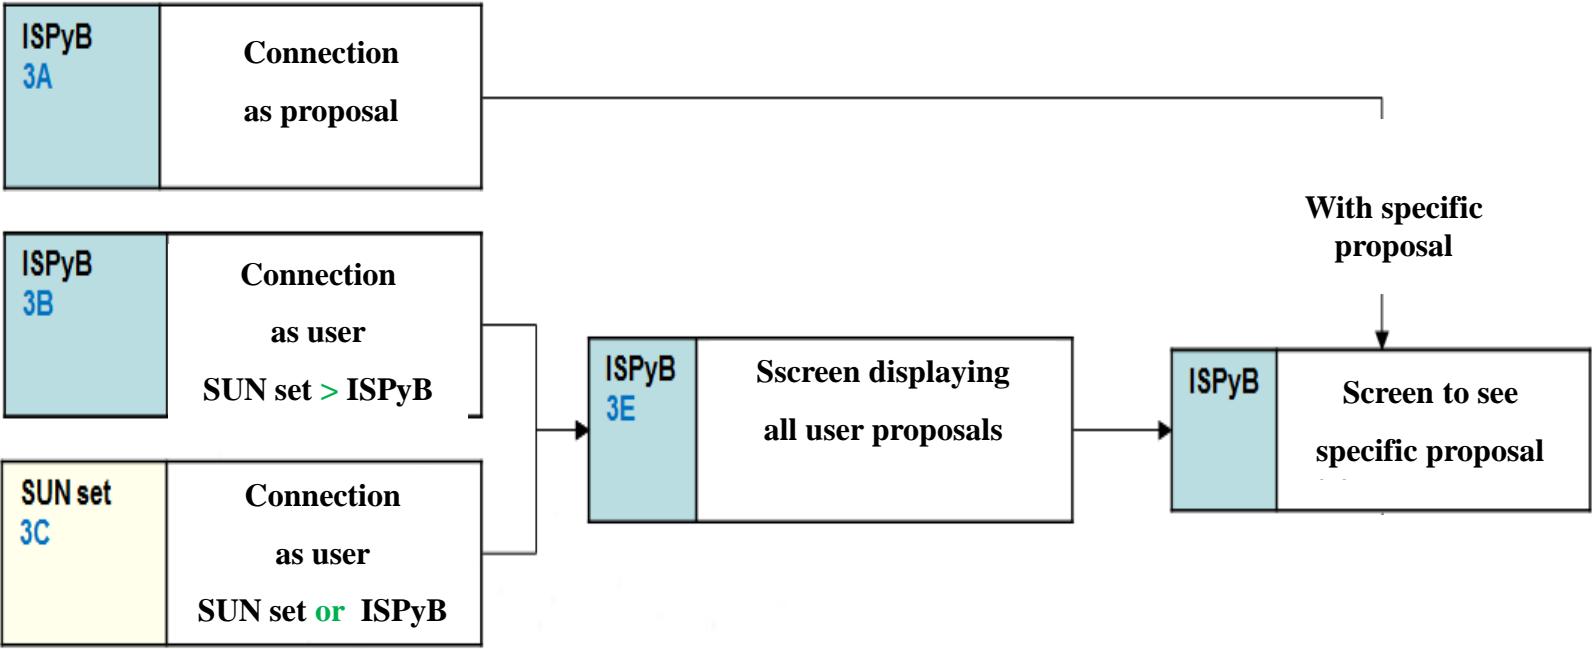 ISPyB
3A
Connection
as proposal
With specific
proposal
ISPyB
3B
Connection
as user
SUN set > ISPyB
ISPyB
3E
Sscreen displaying
all user proposals
ISPyB
Screen to see
specific proposal
SUN set
3C
Connection
as user
SUN set or ISPyB